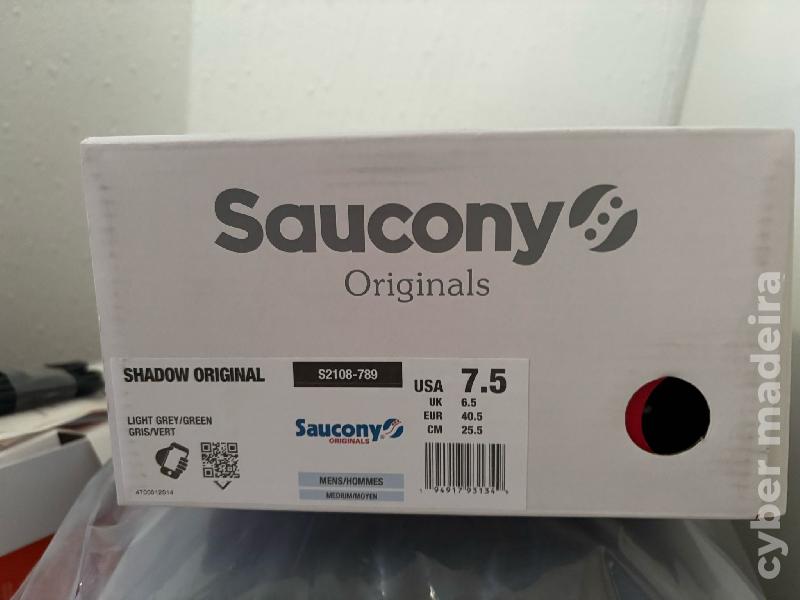 Saucony
Originals
SHADOW ORIGINAL
S2108-789
USA 7.5
UK 6.5
EUR 40.5
CM 25.5
LIGHT GREY/GREEN
GRIS/VERT
Saucony
ORIGINALS
MENS/HOMMES
MEDIUM/MOYEN
cyber madeira